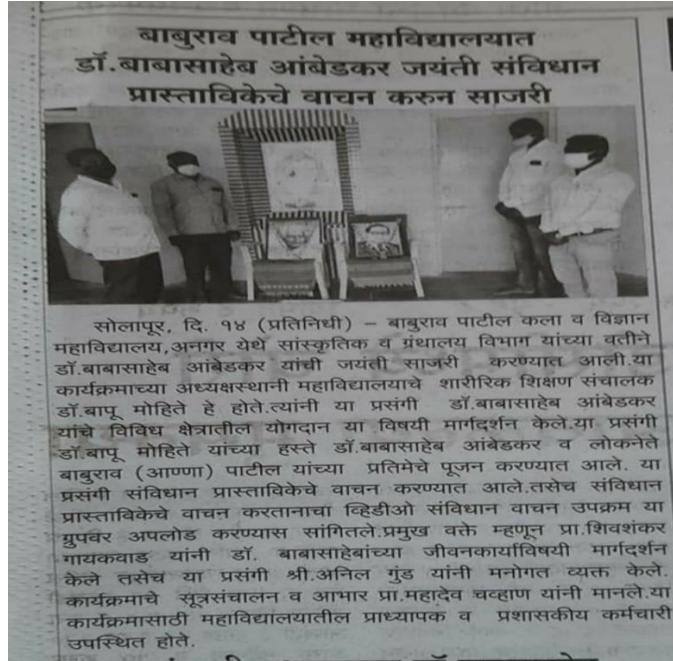 बाबुराव पाटील महाविद्यालयात
डॉ.बाबासाहेब आंबेडकर जयंती संविधान
प्रास्ताविकेचे वाचन करुन साजरी
सोलापूर, दि. १४ (प्रतिनिधी) – बाबुराव पाटील कला व विज्ञान
महाविद्यालय,अनगर येथे सांस्कृतिक व ग्रंथालय विभाग यांच्या वतीने
डॉ.बाबासाहेब आंबेडकर यांची जयंती साजरी करण्यात आली.या
कार्यक्रमाच्या अध्यक्षस्थानी महाविद्यालयाचे शारीरिक शिक्षण संचालक
डॉ.बापू मोहिते हे होते.त्यांनी या प्रसंगी डॉ.बाबासाहेब आंबेडकर
यांचे विविध क्षेत्रातील योगदान या विषयी मार्गदर्शन केले.या प्रसंगी
डॉ.बापू मोहिते यांच्या हस्ते डॉ.बाबासाहेब आंबेडकर व लोकनेते
बाबुराव (आण्णा) पाटील यांच्या प्रतिमेचे पूजन करण्यात आले. या
प्रसंगी संविधान प्रास्ताविकेचे वाचन करण्यात आले.तसेच संविधान
प्रास्ताविकेचे वाचन करतानाचा व्हिडीओ संविधान वाचन उपक्रम या
ग्रुपवर अपलोड करण्यास सांगितले.प्रमुख वक्ते म्हणून प्रा.शिवशंकर
गायकवाड यांनी डॉ. बाबासाहेबांच्या जीवनकार्याविषयी मार्गदर्शन
केले तसेच या प्रसंगी श्री.अनिल गुंड यांनी मनोगत व्यक्त केले.
कार्यक्रमाचे सूत्रसंचालन व आभार प्रा.महादेव चव्हाण यांनी मानले.या
कार्यक्रमासाठी महाविद्यालयातील प्राध्यापक व प्रशासकीय कर्मचारी
उपस्थित होते.